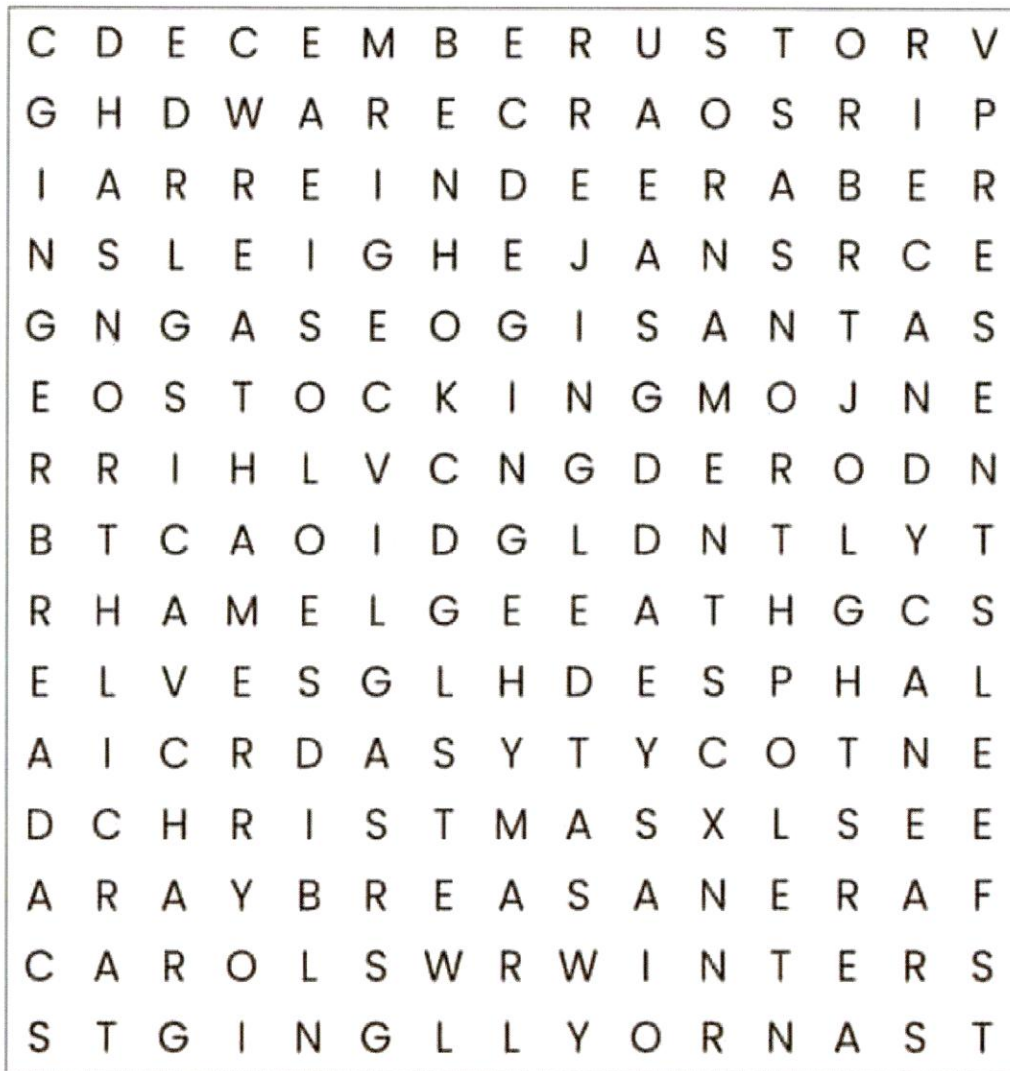 C D E C E M B E R U S T O R V
G H D W A R E C R A O S R I P
I A R R E I N D E E R A B E R
N S L E I G H E J A N S R C E
G N G A S E O G I S A N T A S
E O S T O C K I N G M O J N E
R R I H L V C N G D E R O D N
B T C A O I D G L D N T L Y T
R H A M E L G E E A T H G C S
E L V E S G L H D E S P H A L
A I C R D A S Y T Y C O T N E
D C H R I S T M A S X L S E E
A R A Y B R E A S A N E R A F
C A R O L S W R W I N T E R S
S T G I N G L L Y O R N A S T